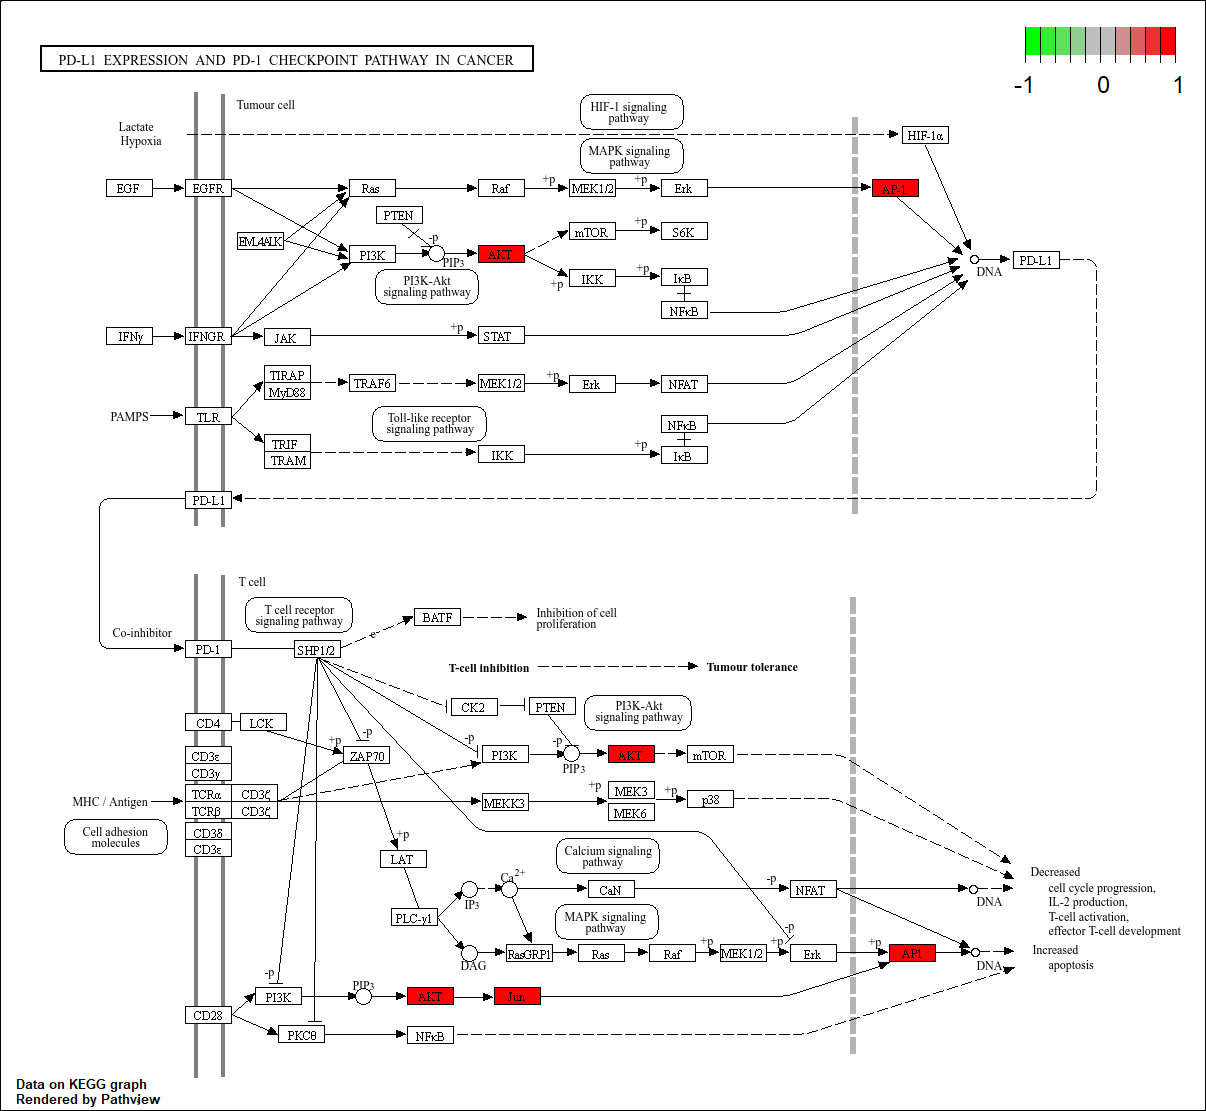 PD-L1 EXPRESSION AND PD-1 CHECKPOINT PATHWAY IN CANCER
-1 0 1
Tumour cell
HIF-1 signaling
pathway
Lactate
Hypoxia
HIF-1α
MAPK signaling
pathway
EGF EGFR Ras Raf +p MEK1/2 +p Erk AP-1
PTEN
-p
EML4ALK
mTOR +p S6K
PI3K PIP3 AKT
PD-L1
DNA
PI3K-Akt
signaling pathway
+p IKK +p IκB
NFκB
IFNγ IFNGR JAK +p STAT
TIRAP
MyD88
TRAF6 MEK1/2 +p Erk NFAT
PAMPS TLR
Toll-like receptor
signaling pathway
NFκB
TRIF
TRAM
IKK +p IκB
PD-L1
T cell
T cell receptor
signaling pathway
BATF
Inhibition of cell
proliferation
Co-inhibitor
e
PD-1 SHP1/2
T-cell inhibition Tumour tolerance
CK2 PTEN
PI3K-Akt
signaling pathway
CD4 LCK
+p -p
ZAP70
-p PI3K -p PIP3 AKT mTOR
CD3ε
CD3γ
MHC / Antigen
TCRα CD3ζ
TCRβ CD3ζ
MEKK3 +p MEK3
MEK6
+p p38
Cell adhesion
molecules
CD3δ
CD3ε
+p
LAT
Calcium signaling
pathway
Decreased
cell cycle progression,
IL-2 production,
T-cell activation,
effector T-cell development
IP3 Ca2+ CaN -p NFAT DNA
PLC-γ1
MAPK signaling
pathway
-p
DAG RasGRP1 Ras Raf +p MEK1/2 +p Erk +p AP1 DNA
Increased
apoptosis
-p
PI3K PIP3 AKT Jun
CD28
PKCθ NFκB
Data on KEGG graph
Rendered by Pathview